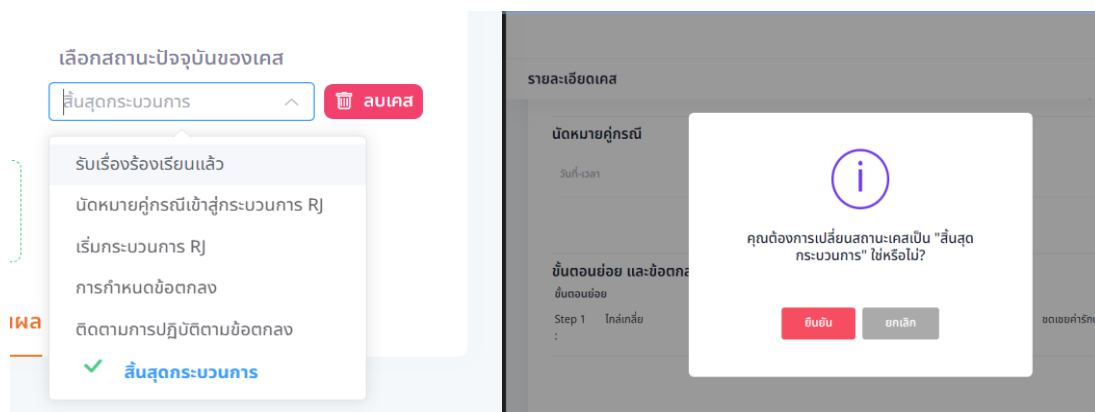 เลือกสถานะปัจจุบันของเคส
สิ้นสุดกระบวนการ
ลบเคส
รับเรื่องร้องเรียนแล้ว
นัดหมายคู่กรณีเข้าสู่กระบวนการ RJ
เริ่มกระบวนการ RJ
การกำหนดข้อตกลง
ติดตามการปฏิบัติตามข้อตกลง
สิ้นสุดกระบวนการ
รายละเอียดเคส
นัดหมายคู่กรณี
วันที่-เวลา
คุณต้องการเปลี่ยนสถานะเคสเป็น "สิ้นสุด
กระบวนการ" ใช่หรือไม่?
ยืนยัน ยกเลิก
ขั้นตอนย่อย และข้อตกล
ขั้นตอนย่อย
Step 1 ไกล่เกลี่ย
: